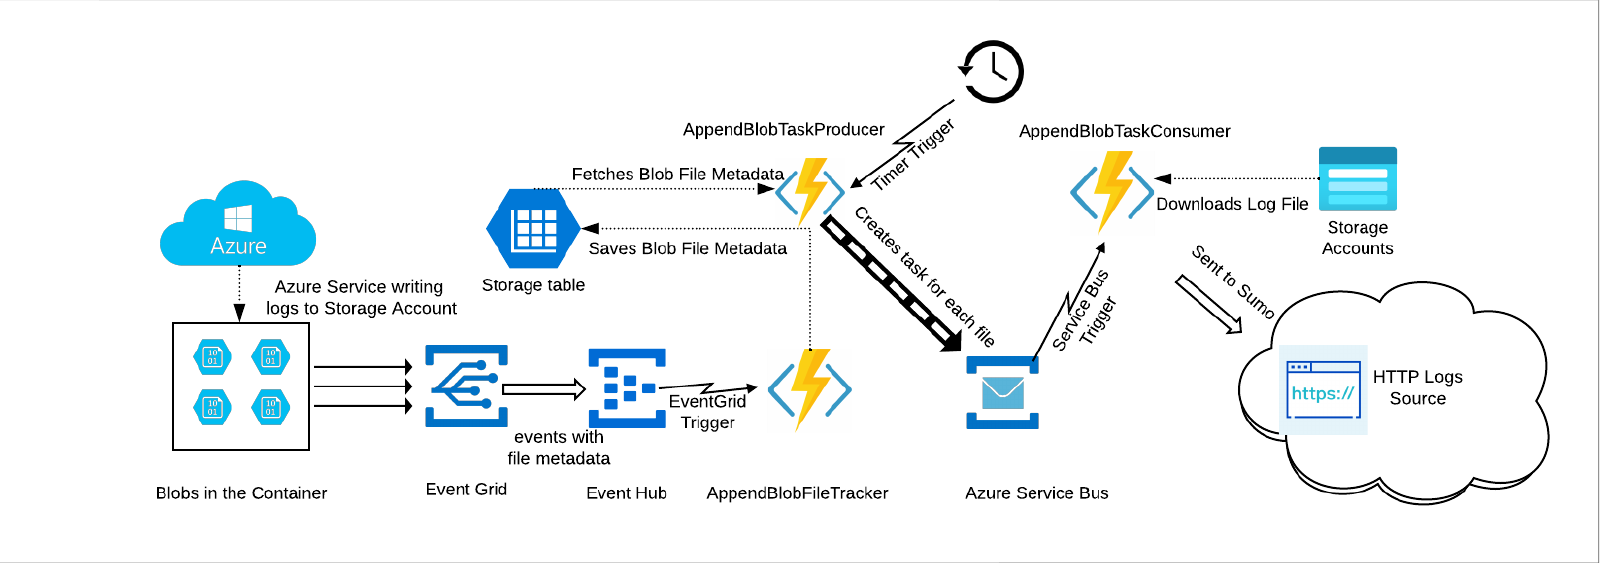 AppendBlobTaskProducer
AppendBlobTaskConsumer
Timer Trigger
Fetches Blob File Metadata
Downloads Log File
Storage
Accounts
Azure
Saves Blob File Metadata
Creates task for each file
Storage table
Azure Service writing
logs to Storage Account
Service Bus
Trigger
Sent to Sumo
10
01
10
01
10
01
10
01
https://
HTTP Logs
Source
EventGrid
Trigger
events with
file metadata
Blobs in the Container
Event Grid
Event Hub
AppendBlobFileTracker
Azure Service Bus